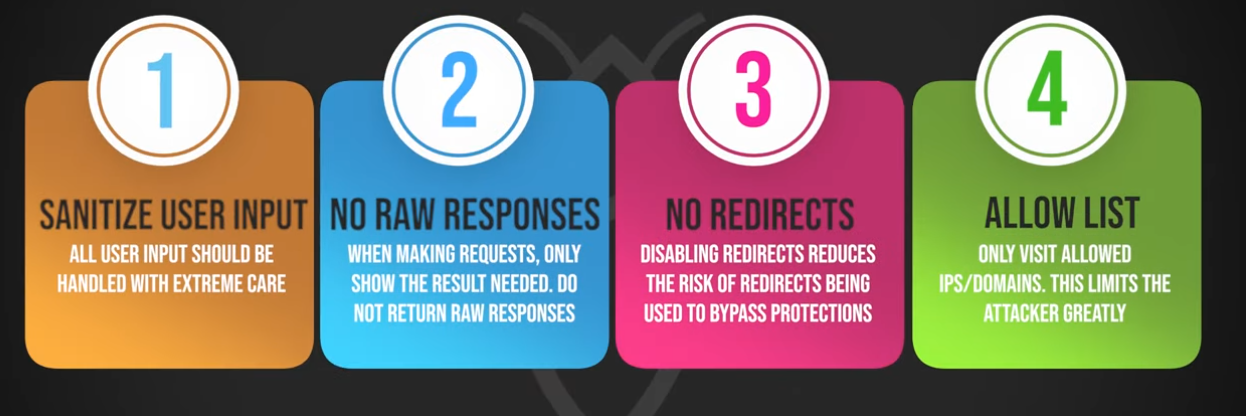 1
SANITIZE USER INPUT
ALL USER INPUT SHOULD BE
HANDLED WITH EXTREME CARE
2
NO RAW RESPONSES
WHEN MAKING REQUESTS, ONLY
SHOW THE RESULT NEEDED. DO
NOT RETURN RAW RESPONSES
3
NO REDIRECTS
DISABLING REDIRECTS REDUCES
THE RISK OF REDIRECTS BEING
USED TO BYPASS PROTECTIONS
4
ALLOW LIST
ONLY VISIT ALLOWED
IPS/DOMAINS. THIS LIMITS THE
ATTACKER GREATLY